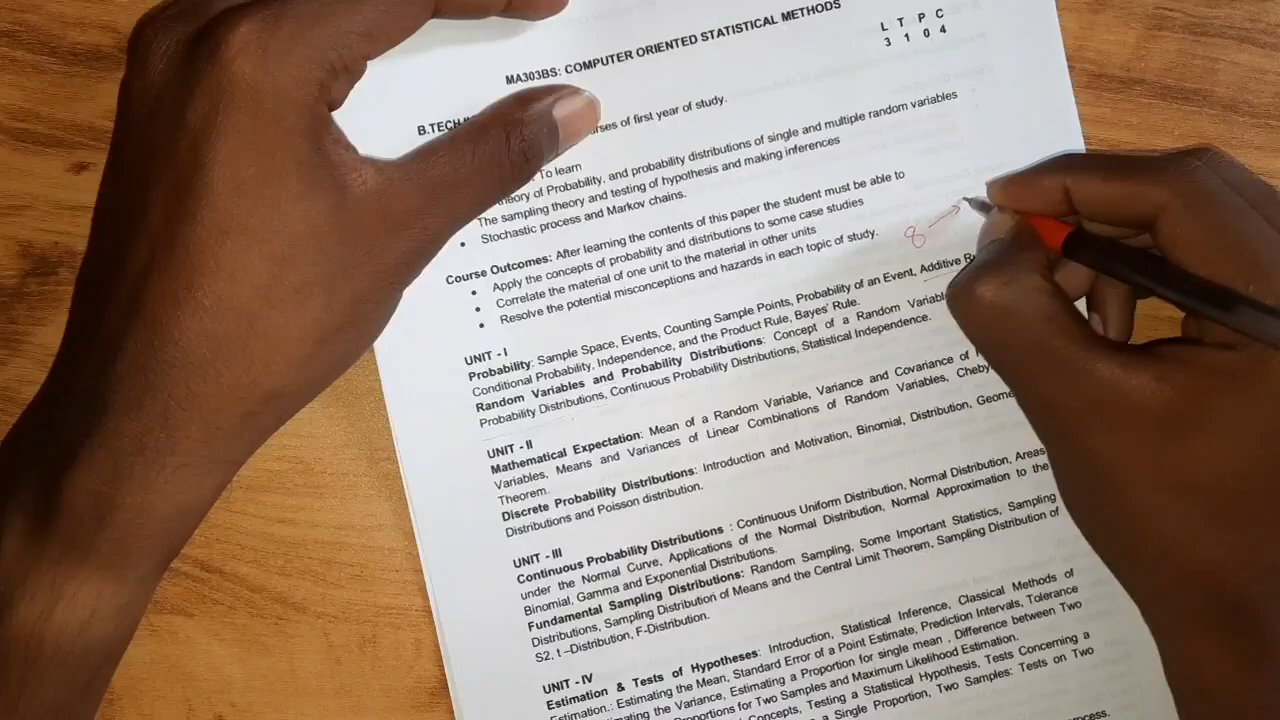 MA303BS: COMPUTER ORIENTED STATISTICAL METHODS
L T P C
3 1 0 4
B.TECH
of first year of study.
To learn
theory of Probability, and probability distributions of single and multiple random variables
The sampling theory and testing of hypothesis and making inferences
• Stochastic process and Markov chains.
Course Outcomes: After learning the contents of this paper the student must be able to
• Apply the concepts of probability and distributions to some case studies
• Correlate the material of one unit to the material in other units
• Resolve the potential misconceptions and hazards in each topic of study.
8
UNIT - I
Probability: Sample Space, Events, Counting Sample Points, Probability of an Event, Additive
Conditional Probability, Independence, and the Product Rule, Bayes' Rule.
Random Variables and Probability Distributions: Concept of a Random
Probability Distributions, Continuous Probability Distributions, Statistical Independence.
UNIT - II
Mathematical Expectation: Mean of a Random Variable, Variance and Covariance of
Variables, Means and Variances of Linear Combinations of Random Variables,
Theorem.
Discrete Probability Distributions: Introduction and Motivation, Binomial, Distribution,
Distributions and Poisson distribution.
UNIT - III
Continuous Probability Distributions : Continuous Uniform Distribution, Normal Distribution, Areas
under the Normal Curve, Applications of the Normal Distribution, Normal Approximation to the
Binomial, Gamma and Exponential Distributions.
Fundamental Sampling Distributions: Random Sampling, Some Important Statistics, Sampling
Distributions, Sampling Distribution of Means and the Central Limit Theorem, Sampling Distribution of
S2, t –Distribution, F-Distribution.
UNIT - IV
Estimation & Tests of Hypotheses: Introduction, Statistical Inference, Classical Methods of
Estimation.: Estimating the Mean, Standard Error of a Point Estimate, Prediction Intervals, Tolerance
the Variance, Estimating a Proportion for single mean , Difference between Two
for Two Samples and Maximum Likelihood Estimation.
Concepts, Testing a Statistical Hypothesis, Tests Concerning a
a Single Proportion, Two Samples: Tests on Two